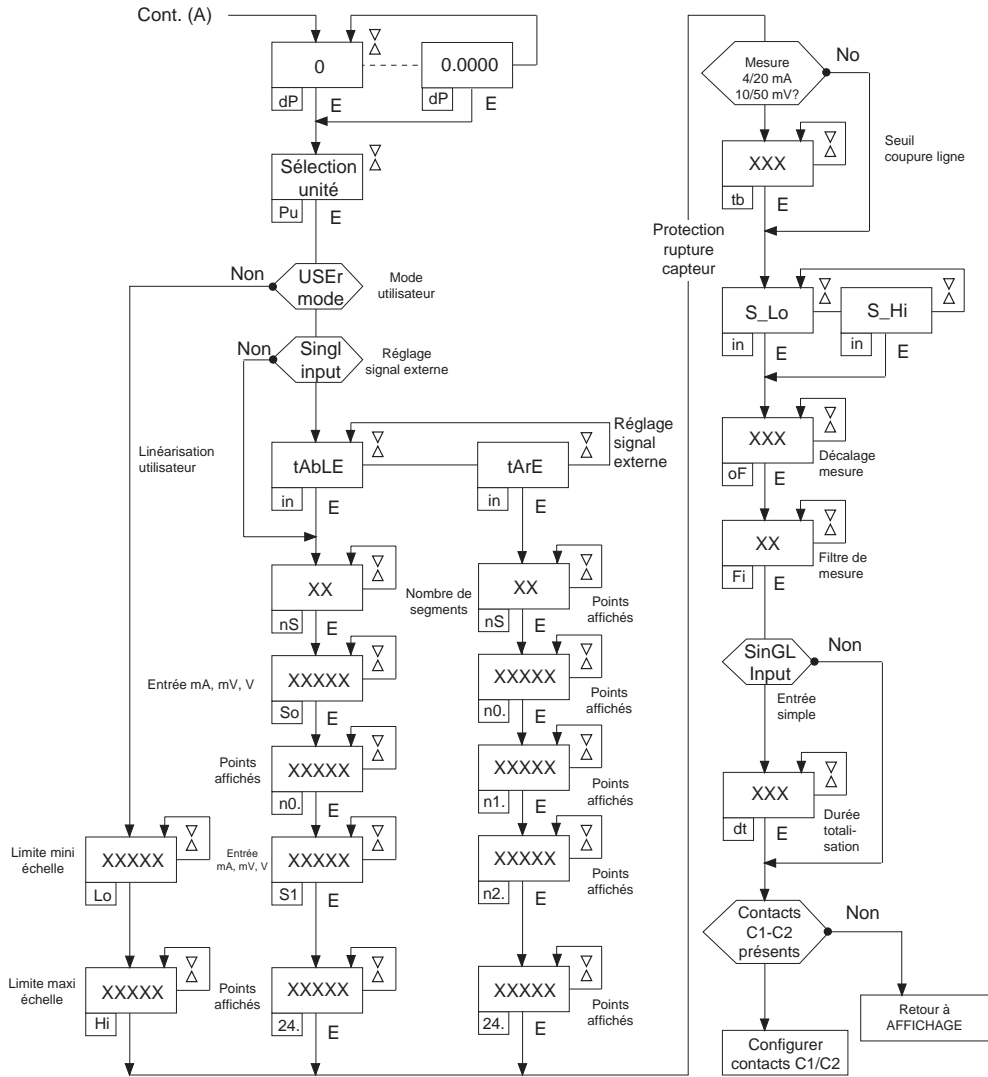 Cont. (A)
0
dP
E
0.0000
dP
E
Sélection
unité
Pu
E
Non
USEr
mode
Mode
utilisateur
Non
Singl
input
Réglage
signal externe
Linéarisation
utilisateur
tAbLE
in
E
tArE
in
E
Réglage
signal
externe
XX
nS
E
Nombre de
segments
XX
nS
E
Points
affichés
Entrée mA, mV, V
XXXXX
So
E
XXXXX
n0.
E
Points
affichés
Points
affichés
XXXXX
n0.
E
XXXXX
n1.
E
Points
affichés
Limite mini
échelle
XXXXX
Lo
Entrée
mA, mV, V
XXXXX
S1
E
XXXXX
n2.
E
Points
affichés
Limite maxi
échelle
XXXXX
Hi
Points
affichés
XXXXX
24.
E
XXXXX
24.
E
Points
affichés
Mesure
4/20 mA
10/50 mV?
No
XXX
tb
E
Seuil
coupure ligne
Protection
rupture
capteur
S_Lo
in
E
S_Hi
in
E
XXX
oF
E
Décalage
mesure
XX
Fi
E
Filtre de
mesure
SinGL
Input
Non
Entrée
simple
XXX
dt
E
Durée
totali-
sation
Contacts
C1-C2
présents
Non
Retour à
AFFICHAGE
Configurer
contacts C1/C2